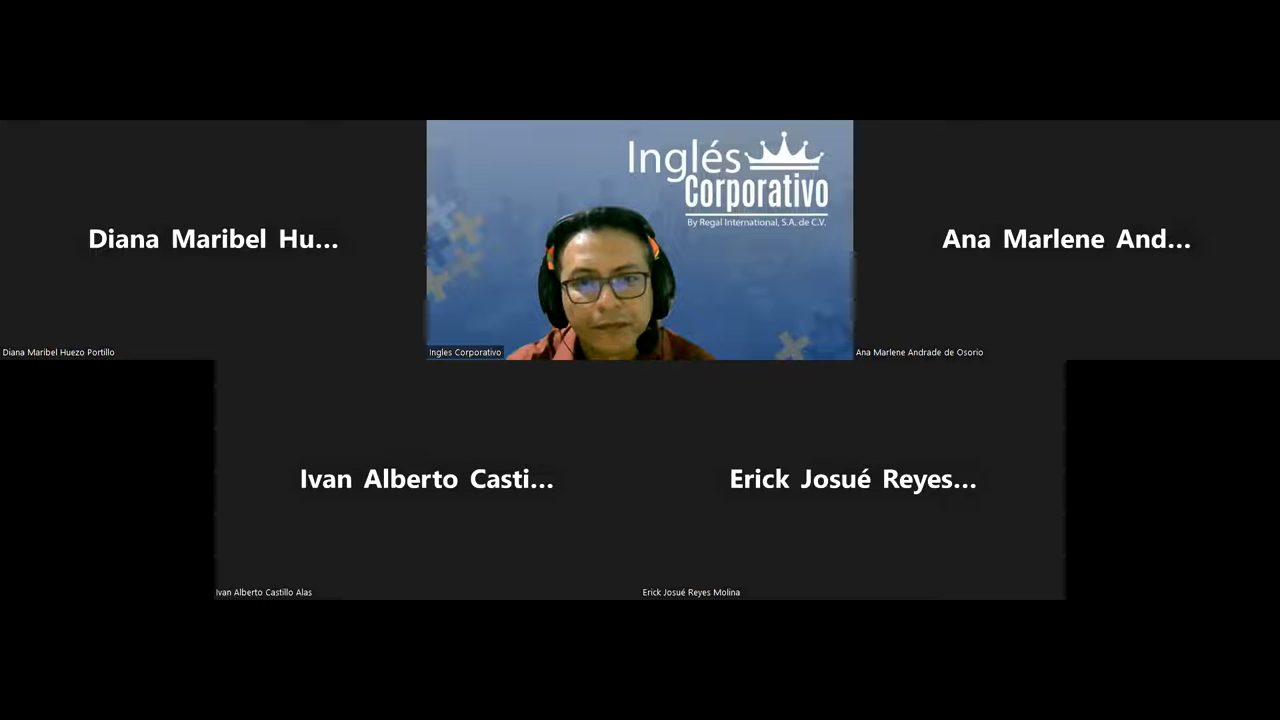 Inglés
Corporativo
By Regal International, S.A. de C.V.
Diana Maribel Hu...
Ana Marlene And...
Diana Maribel Huezo Portillo
Ingles Corporativo
Ana Marlene Andrade de Osorio
Ivan Alberto Casti...
Erick Josué Reyes...
Ivan Alberto Castillo Alas
Erick Josué Reyes Molina